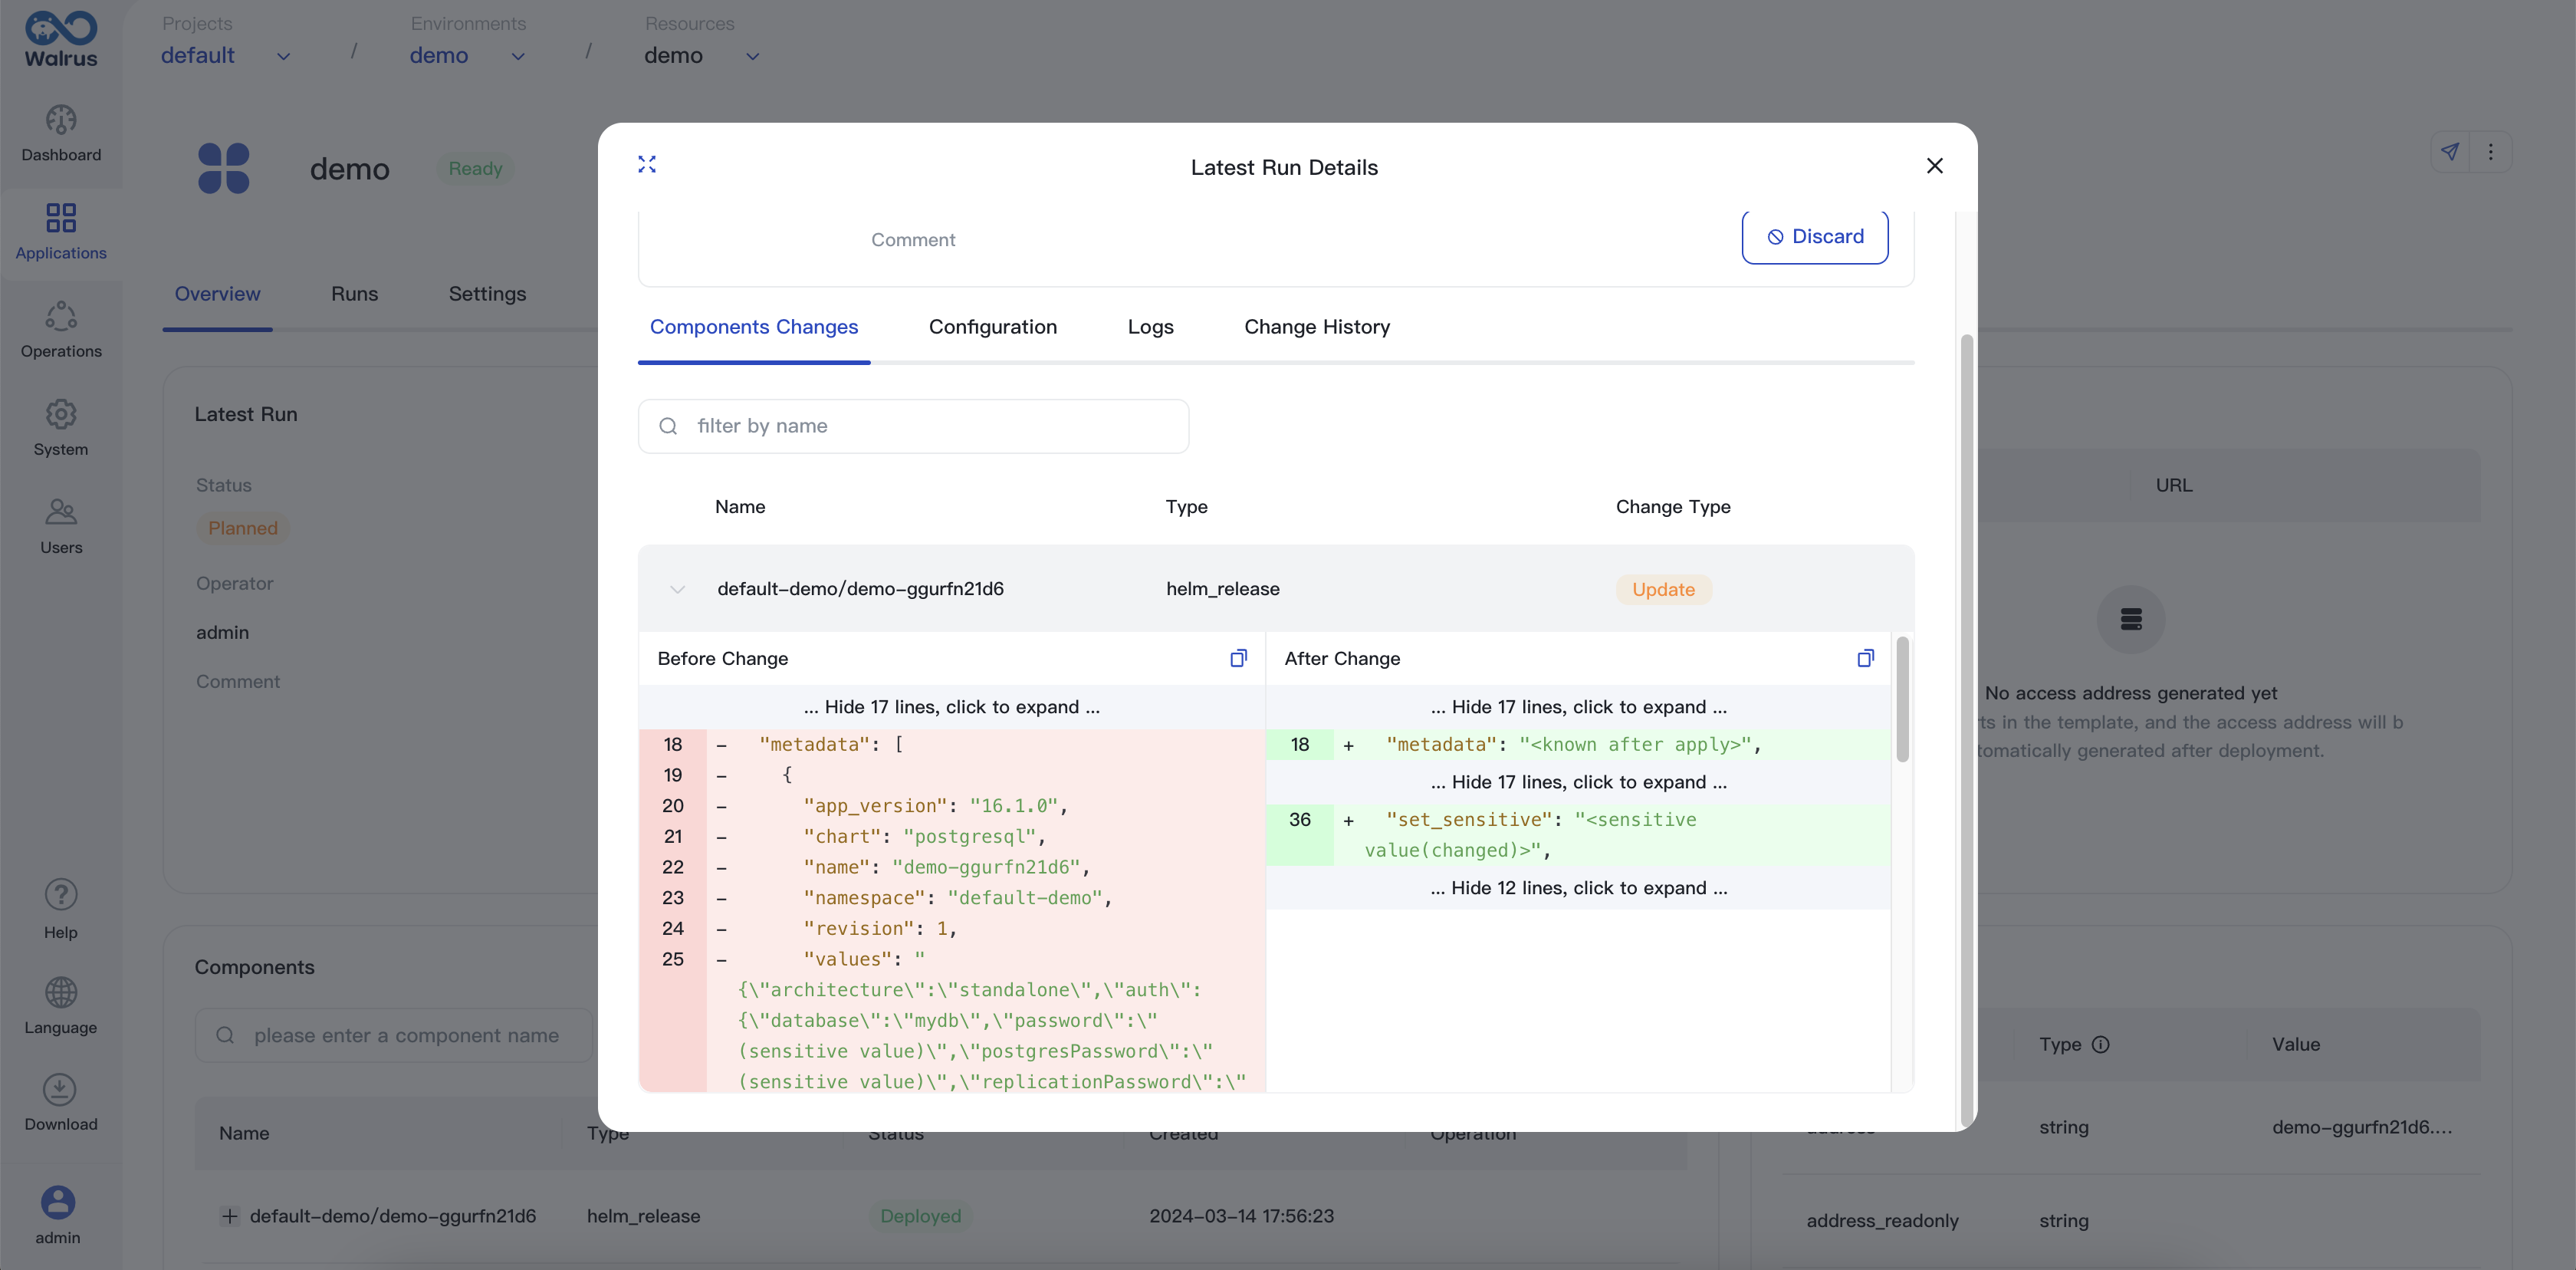 Walrus
Projects
Environments
Resources
default
/
demo
/
demo
Dashboard
Applications
Operations
System
Users
Help
Language
Download
admin
demo
Ready
Overview
Runs
Settings
Latest Run
Status
Planned
Operator
admin
Comment
URL
No access address generated yet
ts in the template, and the access address will b
tomatically generated after deployment.
Components
please enter a component name
Name
Type
Status
Created
Operation
default-demo/demo-ggurfn21d6
helm_release
Deployed
2024-03-14 17:56:23
Type
Value
address
string
demo-ggurfn21d6....
address_readonly
string
Latest Run Details
Comment
Discard
Components Changes
Configuration
Logs
Change History
filter by name
Name
Type
Change Type
default-demo/demo-ggurfn21d6
helm_release
Update
Before Change
... Hide 17 lines, click to expand ...
18 - "metadata": [
19 - {
20 - "app_version": "16.1.0",
21 - "chart": "postgresql",
22 - "name": "demo-ggurfn21d6",
23 - "namespace": "default-demo",
24 - "revision": 1,
25 - "values": "
{\"architecture\":\"standalone\",\"auth\":
{\"database\":\"mydb\",\"password\":\"
(sensitive value)\",\"postgresPassword\":\"
(sensitive value)\",\"replicationPassword\":\"
After Change
... Hide 17 lines, click to expand ...
18 + "metadata": "<known after apply>",
... Hide 17 lines, click to expand ...
36 + "set_sensitive": "<sensitive
value(changed)>",
... Hide 12 lines, click to expand ...